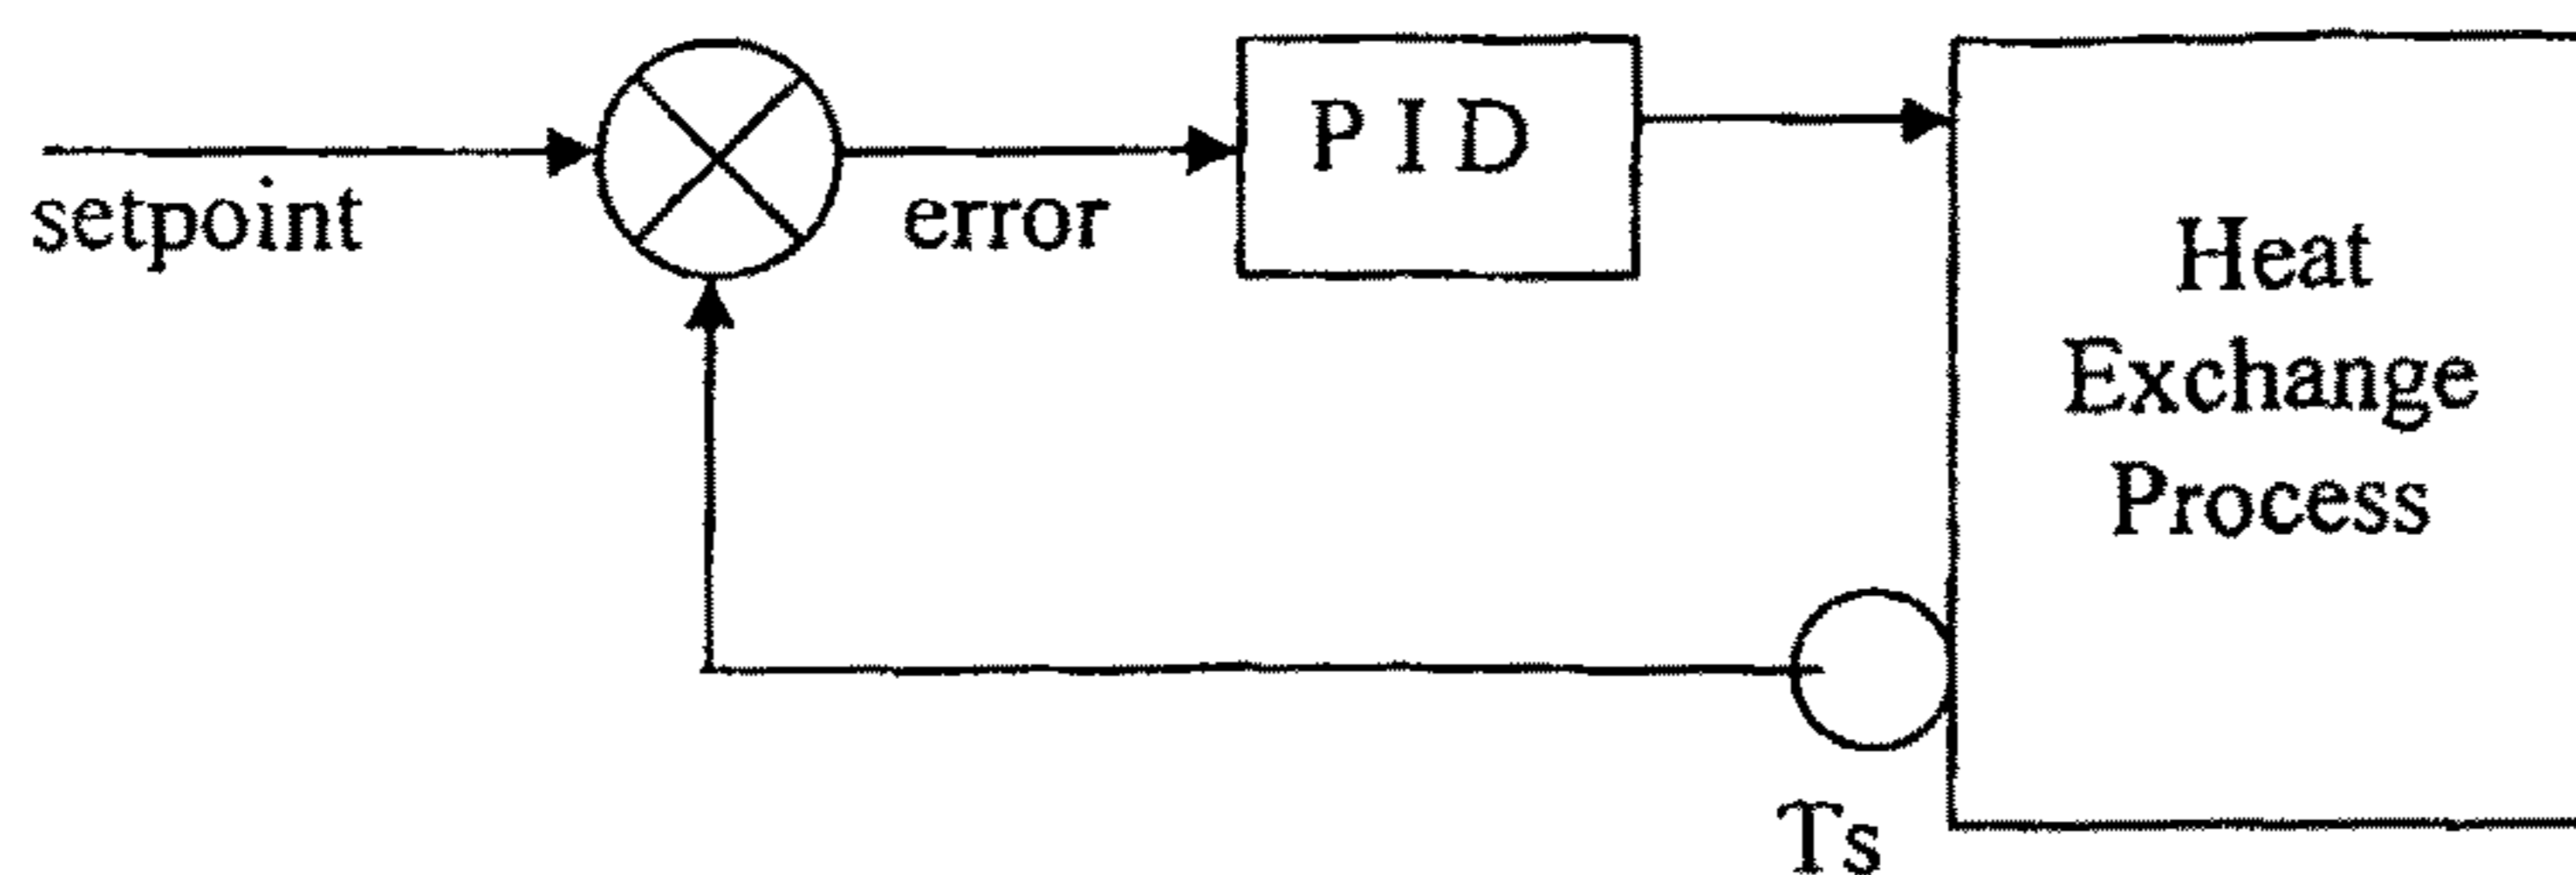 setpoint
error
P I D
Heat
Exchange
Process
Ts